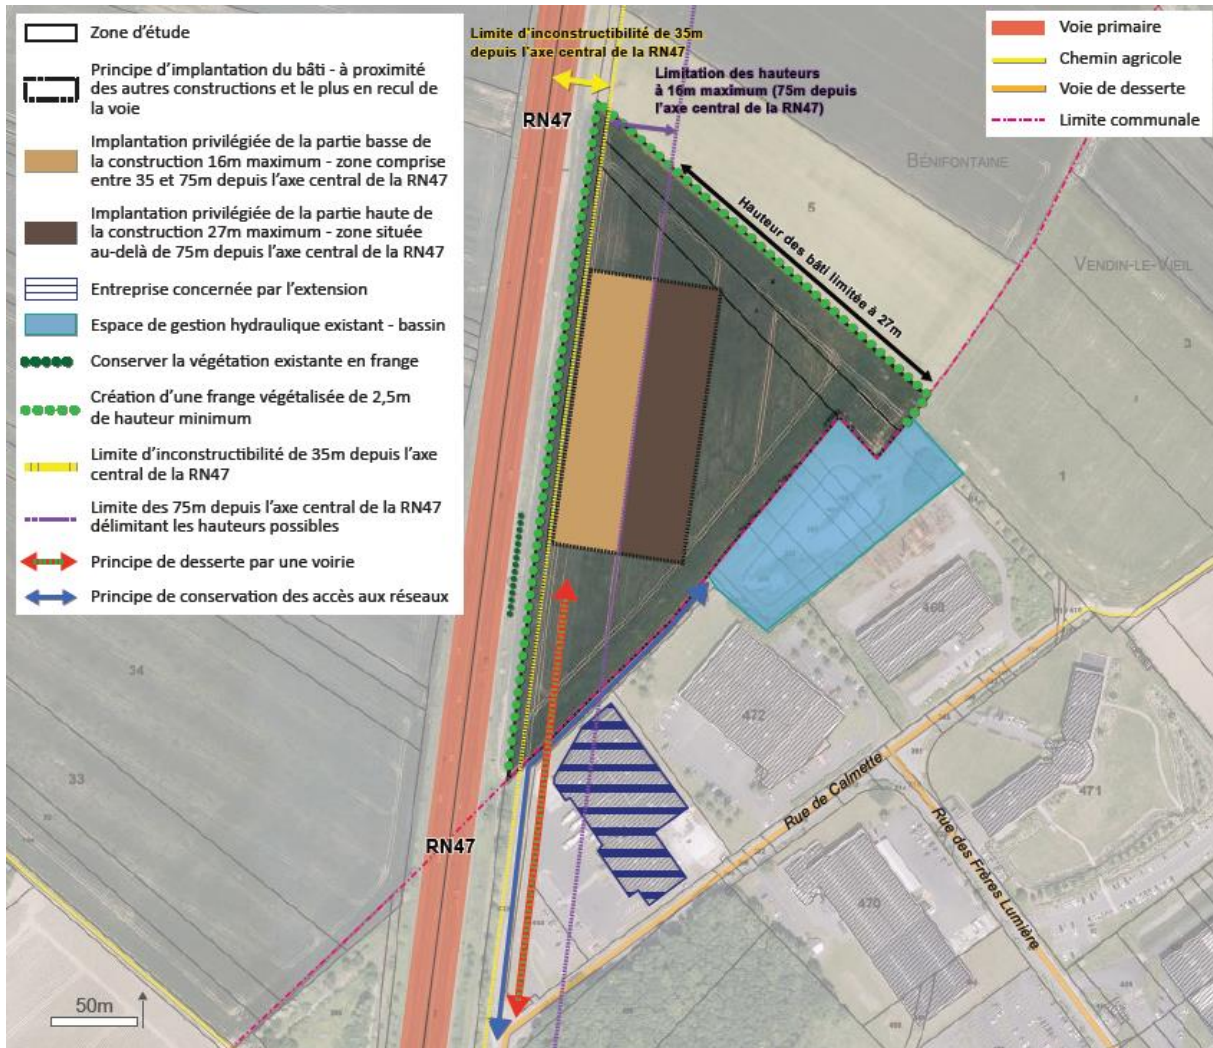 Zone d'étude
Principe d'implantation du bâti - à proximité
des autres constructions et le plus en recul de
la voie
Implantation privilégiée de la partie basse de
la construction 16m maximum - zone comprise
entre 35 et 75m depuis l'axe central de la RN47
Implantation privilégiée de la partie haute de
la construction 27m maximum - zone située
au-delà de 75m depuis l'axe central de la RN47
Entreprise concernée par l'extension
Espace de gestion hydraulique existant - bassin
Conserver la végétation existante en frange
Création d'une frange végétalisée de 2,5m
de hauteur minimum
Limite d'inconstructibilité de 35m depuis l'axe
central de la RN47
Limite des 75m depuis l'axe central de la RN47
délimitant les hauteurs possibles
Principe de desserte par une voirie
Principe de conservation des accès aux réseaux
Limite d'inconstructibilité de 35m
depuis l'axe central de la RN47
Limitation des hauteurs
à 16m maximum (75m depuis
l'axe central de la RN47)
RN47
Voie primaire
Chemin agricole
Voie de desserte
Limite communale
BÉNIFONTAINE
5
Hauteur des bâti limitée à 27m
VENDIN-LE-VIEIL
3
1
34
468
472
33
471
Rue de Calmette
RN47
Rue des Frères Lumière
470
50m